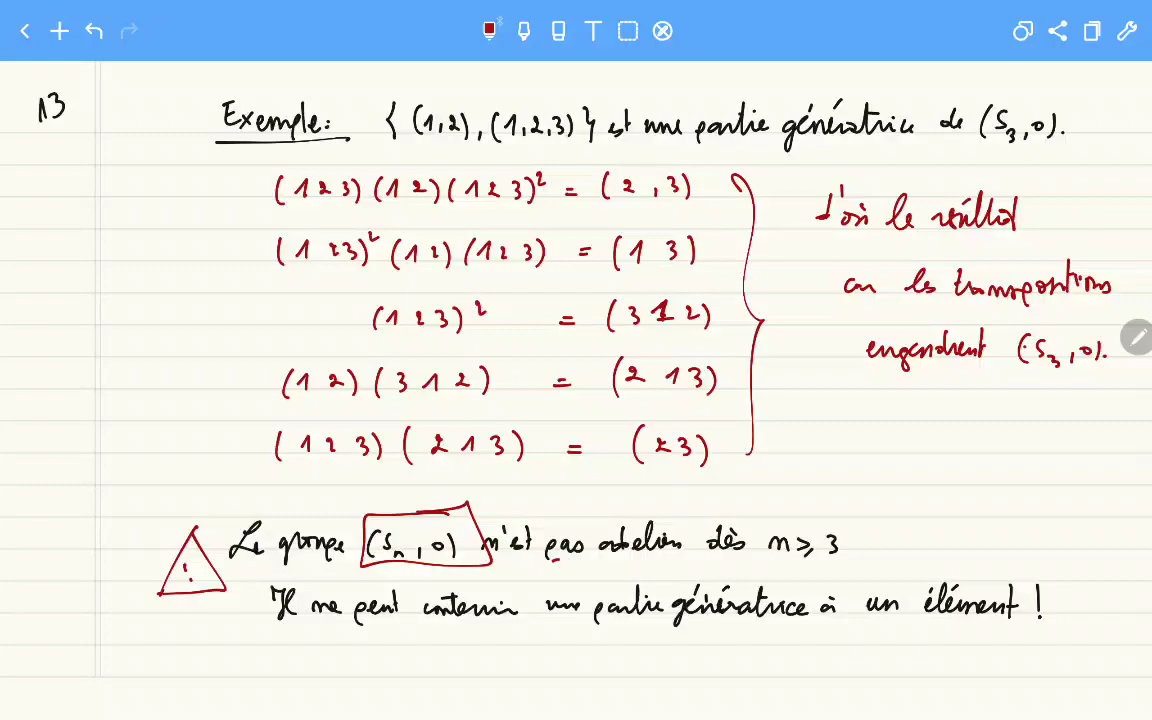 13
Exemple: { (1,2), (1,2,3) } est une partie génératrice de (S3,o).
(1 2 3) (1 2) (1 2 3)² = (2 , 3)
(1 2 3)² (1 2) (1 2 3) = (1 3)
(1 2 3)² = (3 1 2)
(1 2) (3 1 2) = (2 1 3)
(1 2 3) (2 1 3) = (2 3)
d'où le résultat
car les transpositions
engendrent (S3,o).
! Le groupe (Sn,o) n'est pas abelien dès n ≥ 3
Il ne peut contenir une partie génératrice à un élément !